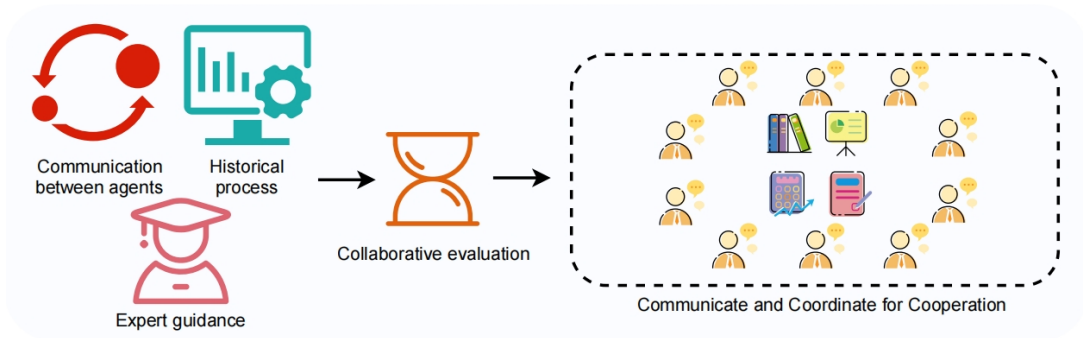 Communication
between agents
Historical
process
Expert guidance
Collaborative evaluation
Communicate and Coordinate for Cooperation